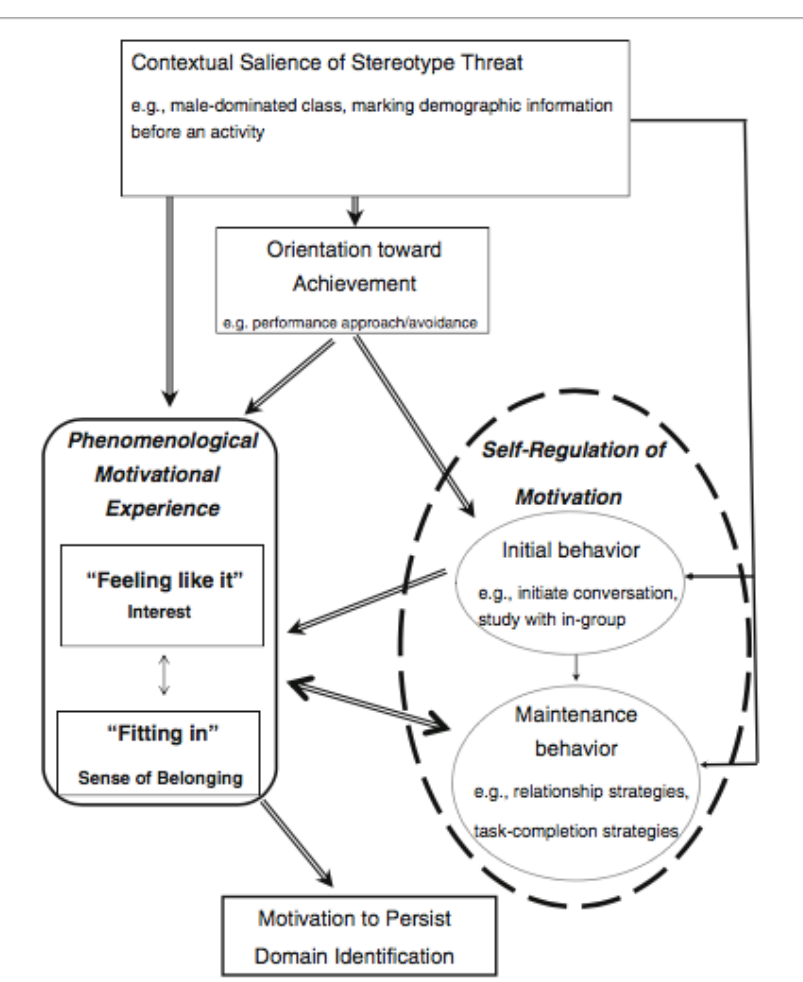 Contextual Salience of Stereotype Threat
e.g., male-dominated class, marking demographic information
before an activity
Orientation toward
Achievement
e.g. performance approach/avoidance
Phenomenological
Motivational
Experience
“Feeling like it”
Interest
“Fitting in”
Sense of Belonging
Self-Regulation of
Motivation
Initial behavior
e.g., initiate conversation,
study with in-group
Maintenance
behavior
e.g., relationship strategies,
task-completion strategies
Motivation to Persist
Domain Identification